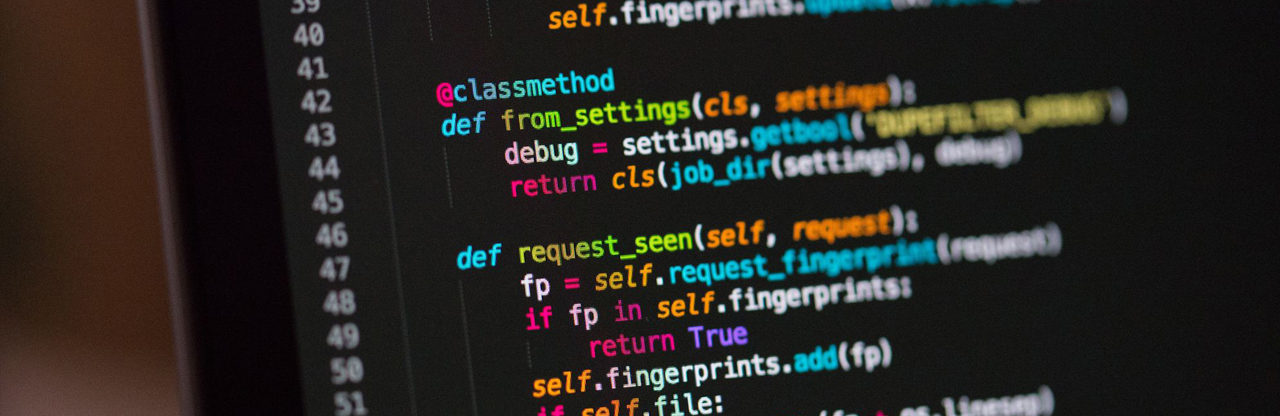 39
40 self.fingerprints.update(
41
42 @classmethod
43 def from_settings(cls, settings):
44 debug = settings.getbool('DUPEFILTER_DEBUG')
45 return cls(job_dir(settings), debug)
46
47 def request_seen(self, request):
48 fp = self.request_fingerprint(request)
49 if fp in self.fingerprints:
50 return True
51 self.fingerprints.add(fp)
if self.file: